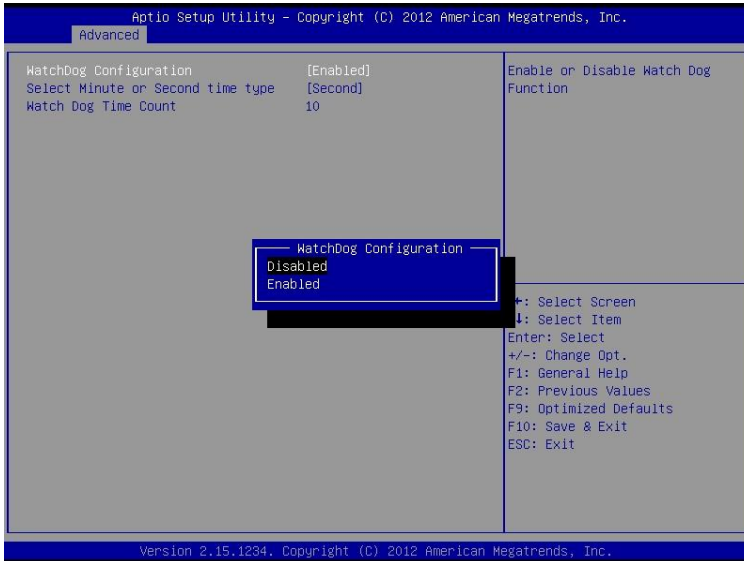 Aptio Setup Utility - Copyright (C) 2012 American Megatrends, Inc.
Advanced
WatchDog Configuration [Enabled]
Select Minute or Second time type [Second]
Watch Dog Time Count 10
Enable or Disable Watch Dog
Function
WatchDog Configuration
Disabled
Enabled
←: Select Screen
↓: Select Item
Enter: Select
+/-: Change Opt.
F1: General Help
F2: Previous Values
F9: Optimized Defaults
F10: Save & Exit
ESC: Exit
Version 2.15.1234. Copyright (C) 2012 American Megatrends, Inc.